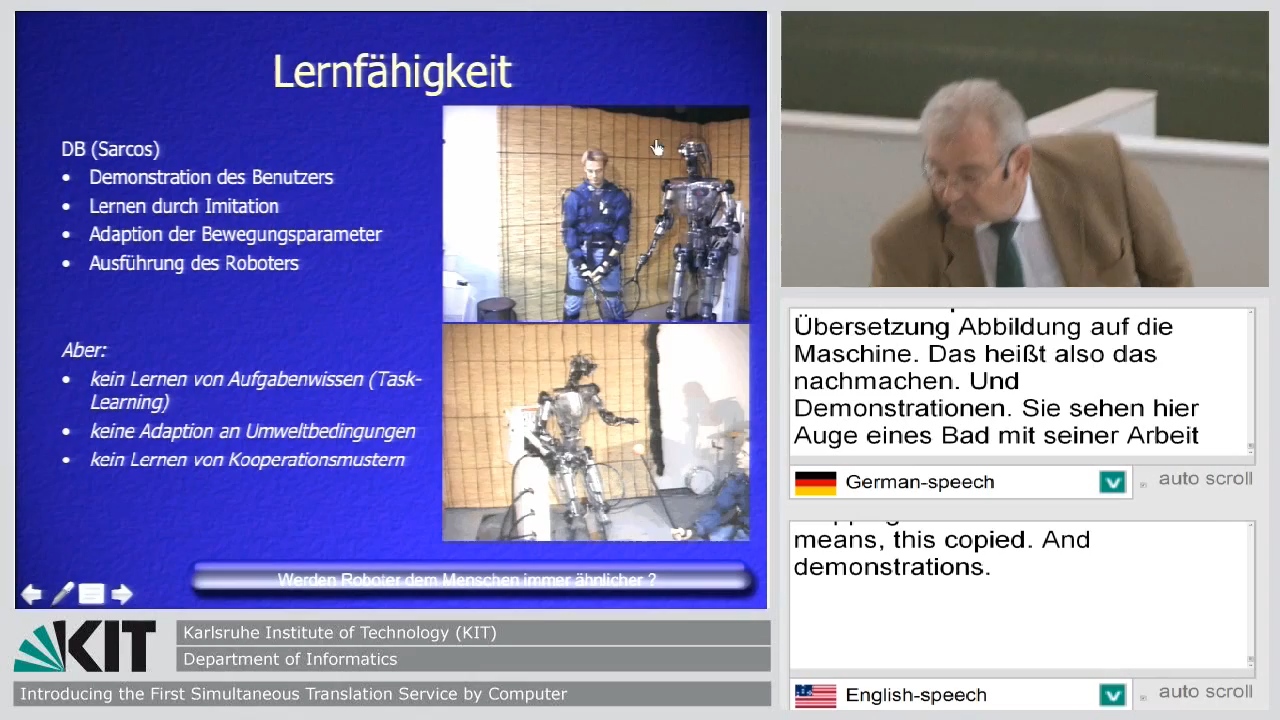 Lernfähigkeit
DB (Sarcos)
• Demonstration des Benutzers
• Lernen durch Imitation
• Adaption der Bewegungsparameter
• Ausführung des Roboters
Aber:
• kein Lernen von Aufgabenwissen (Task-
Learning)
• keine Adaption an Umweltbedingungen
• kein Lernen von Kooperationsmustern
Werden Roboter dem Menschen immer ähnlicher ?
Übersetzung Abbildung auf die
Maschine. Das heißt also das
nachmachen. Und
Demonstrationen. Sie sehen hier
Auge eines Bad mit seiner Arbeit
German-speech
auto scroll
means, this copied. And
demonstrations.
English-speech
auto scroll
KIT
Karlsruhe Institute of Technology (KIT)
Department of Informatics
Introducing the First Simultaneous Translation Service by Computer